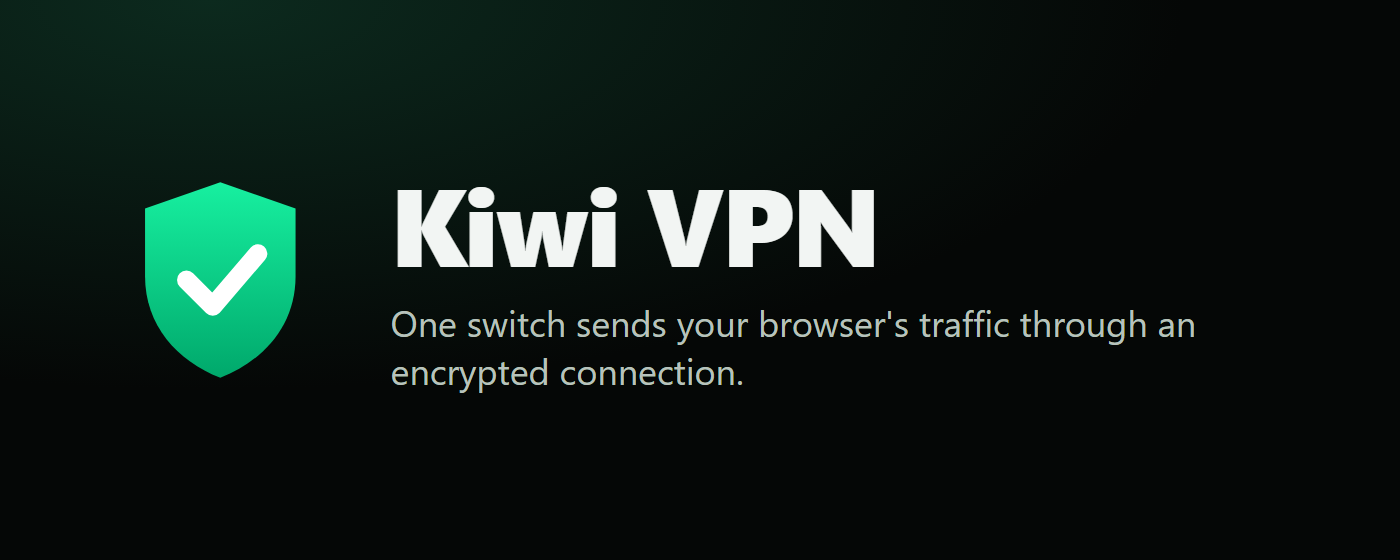 Kiwi VPN
One switch sends your browser's traffic through an
encrypted connection.